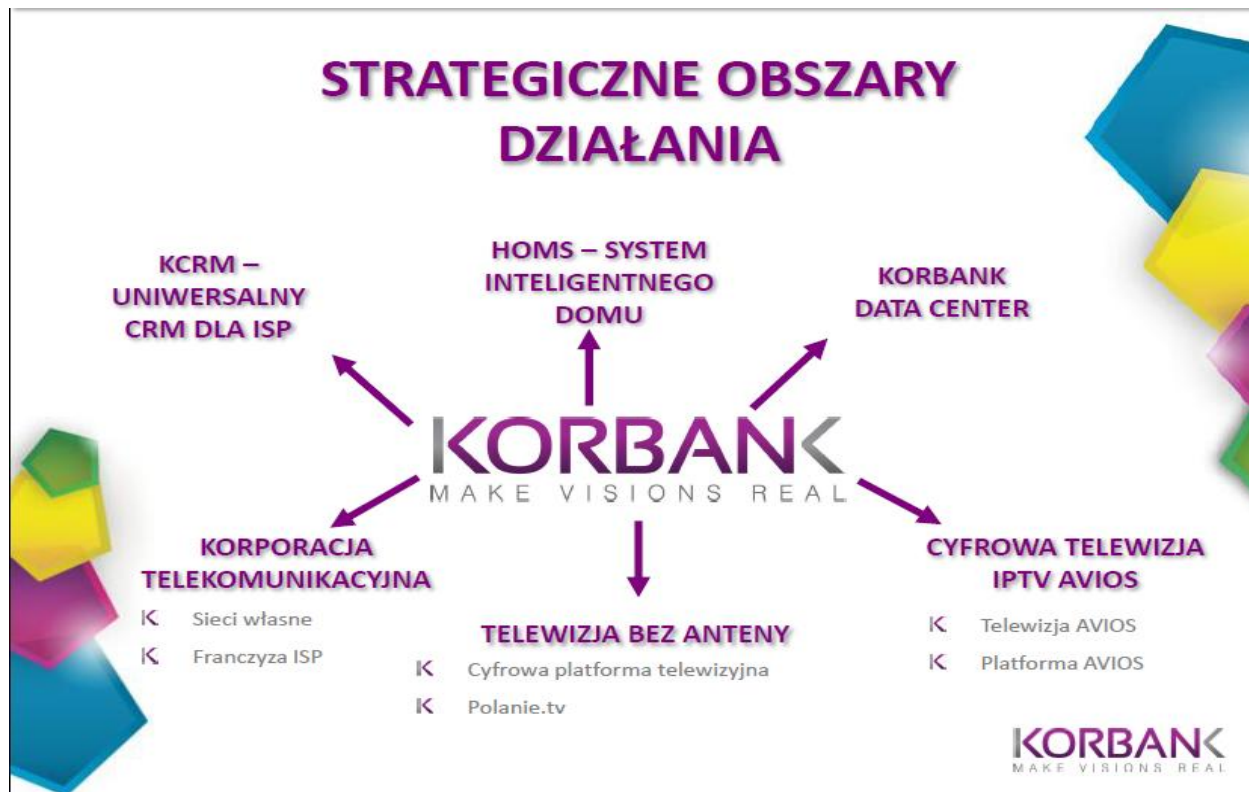 STRATEGICZNE OBSZARY
DZIAŁANIA
KCRM –
UNIWERSALNY
CRM DLA ISP
HOMS – SYSTEM
INTELIGENTNEGO
DOMU
KORBANK
DATA CENTER
KORBANK
MAKE VISIONS REAL
KORPORACJA
TELEKOMUNIKACYJNA
Sieci własne
Franczyza ISP
TELEWIZJA BEZ ANTENY
Cyfrowa platforma telewizyjna
Polanie.tv
CYFROWA TELEWIZJA
IPTV AVIOS
Telewizja AVIOS
Platforma AVIOS
KORBANK
MAKE VISIONS REAL